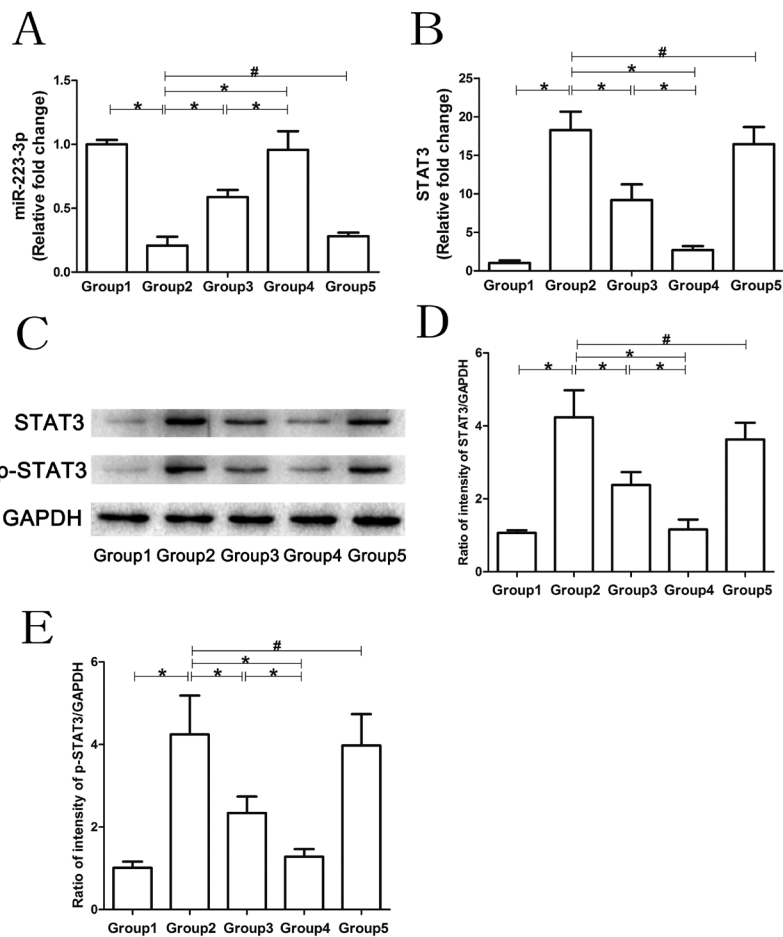 A
miR-223-3p
(Relative fold change)
1.5
1.0
0.5
0.0
#
*
* * *
Group1 Group2 Group3 Group4 Group5
B
STAT3
(Relative fold change)
25
20
15
10
5
0
#
*
* * *
Group1 Group2 Group3 Group4 Group5
C
STAT3
p-STAT3
GAPDH
Group1 Group2 Group3 Group4 Group5
D
Ratio of intensity of STAT3/GAPDH
6
4
2
0
#
*
* * *
Group1 Group2 Group3 Group4 Group5
E
Ratio of intensity of p-STAT3/GAPDH
6
4
2
0
#
*
* * *
Group1 Group2 Group3 Group4 Group5